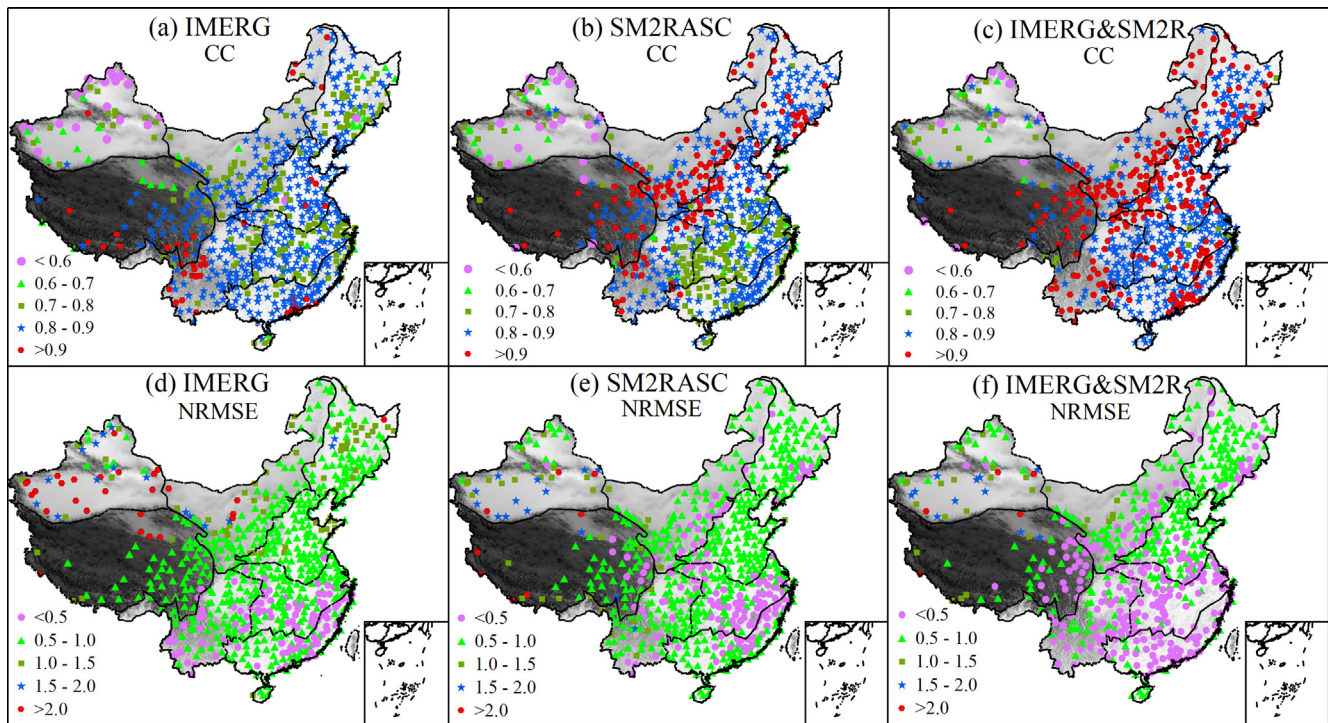 (a) IMERG
CC
< 0.6
0.6 - 0.7
0.7 - 0.8
0.8 - 0.9
>0.9
(b) SM2RASC
CC
< 0.6
0.6 - 0.7
0.7 - 0.8
0.8 - 0.9
>0.9
(c) IMERG&SM2R
CC
< 0.6
0.6 - 0.7
0.7 - 0.8
0.8 - 0.9
>0.9
(d) IMERG
NRMSE
<0.5
0.5 - 1.0
1.0 - 1.5
1.5 - 2.0
>2.0
(e) SM2RASC
NRMSE
<0.5
0.5 - 1.0
1.0 - 1.5
1.5 - 2.0
>2.0
(f) IMERG&SM2R
NRMSE
<0.5
0.5 - 1.0
1.0 - 1.5
1.5 - 2.0
>2.0